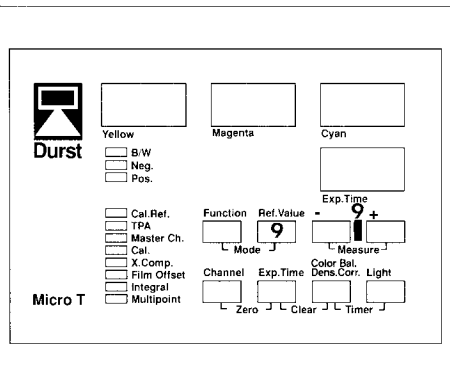 Yellow Magenta Cyan
Durst
B/W
Neg.
Pos.
Exp.Time
Cal.Ref.
TPA
Master Ch.
Cal.
X.Comp.
Film Offset
Integral
Multipoint
Function Ref.Value - 9 +
9
Mode Measure
Channel Exp.Time Color Bal. Dens.Corr. Light
Zero Clear Timer
Micro T